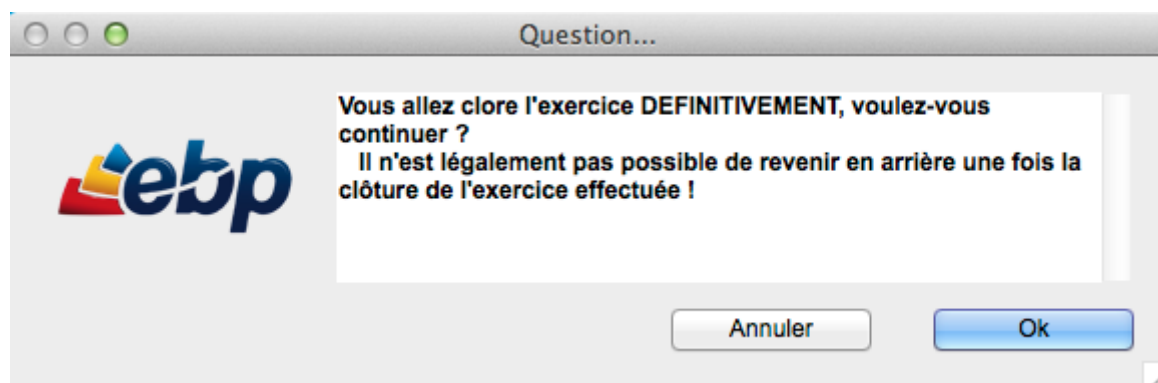 Question...
Vous allez clore l'exercice DEFINITIVEMENT, voulez-vous
continuer ?
Il n'est légalement pas possible de revenir en arrière une fois la
clôture de l'exercice effectuée !
ebp
Annuler
Ok